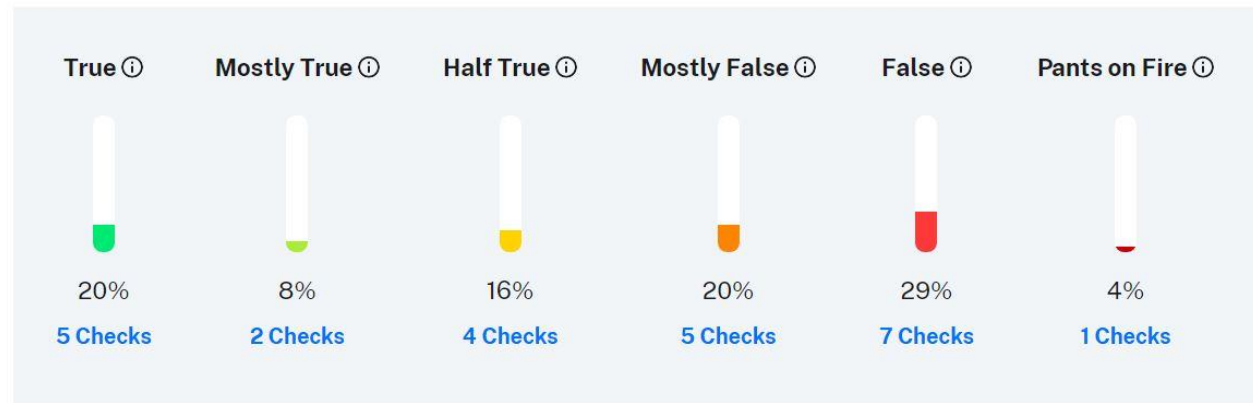 True Mostly True Half True Mostly False False Pants on Fire
20% 8% 16% 20% 29% 4%
5 Checks 2 Checks 4 Checks 5 Checks 7 Checks 1 Checks